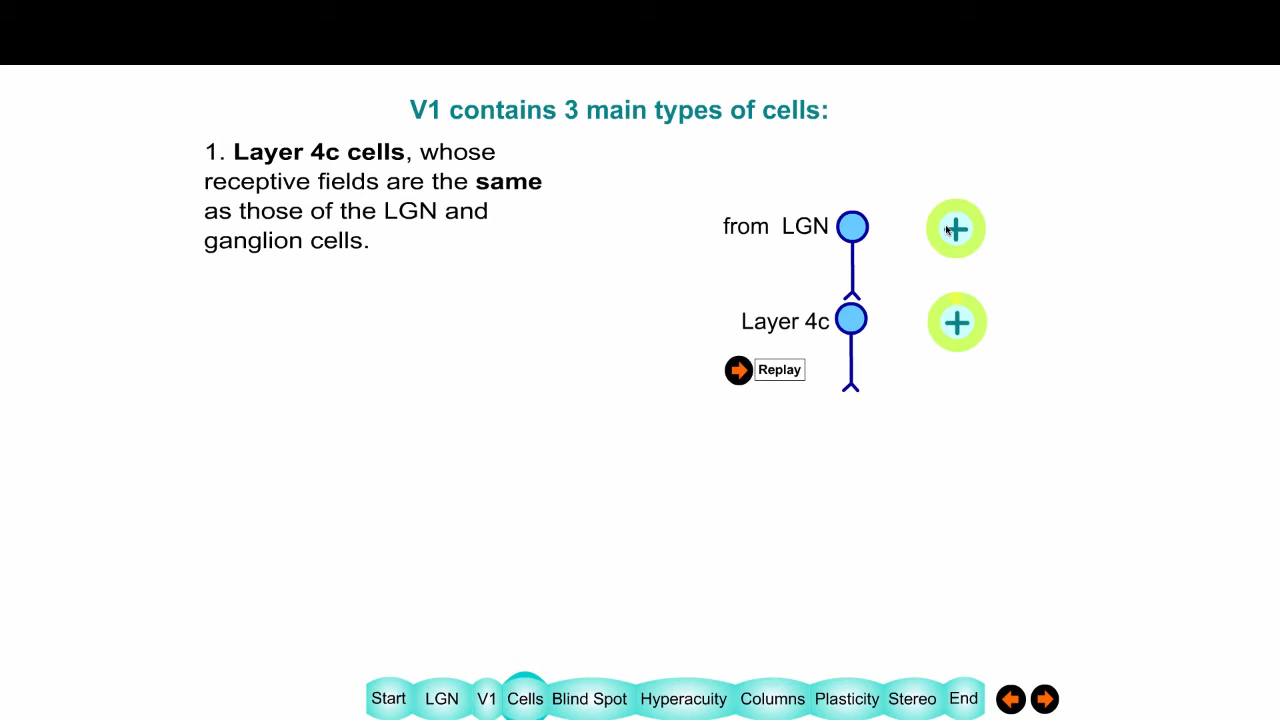 V1 contains 3 main types of cells:
1. Layer 4c cells, whose
receptive fields are the same
as those of the LGN and
ganglion cells.
from LGN
Layer 4c
Replay
Start LGN V1 Cells Blind Spot Hyperacuity Columns Plasticity Stereo End